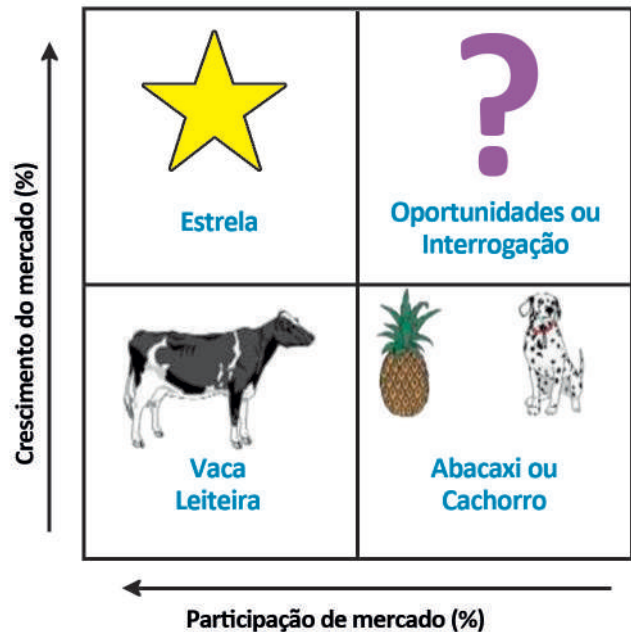 Crescimento do mercado (%)
Estrela
Oportunidades ou
Interrogação
Vaca
Leiteira
Abacaxi ou
Cachorro
Participação de mercado (%)